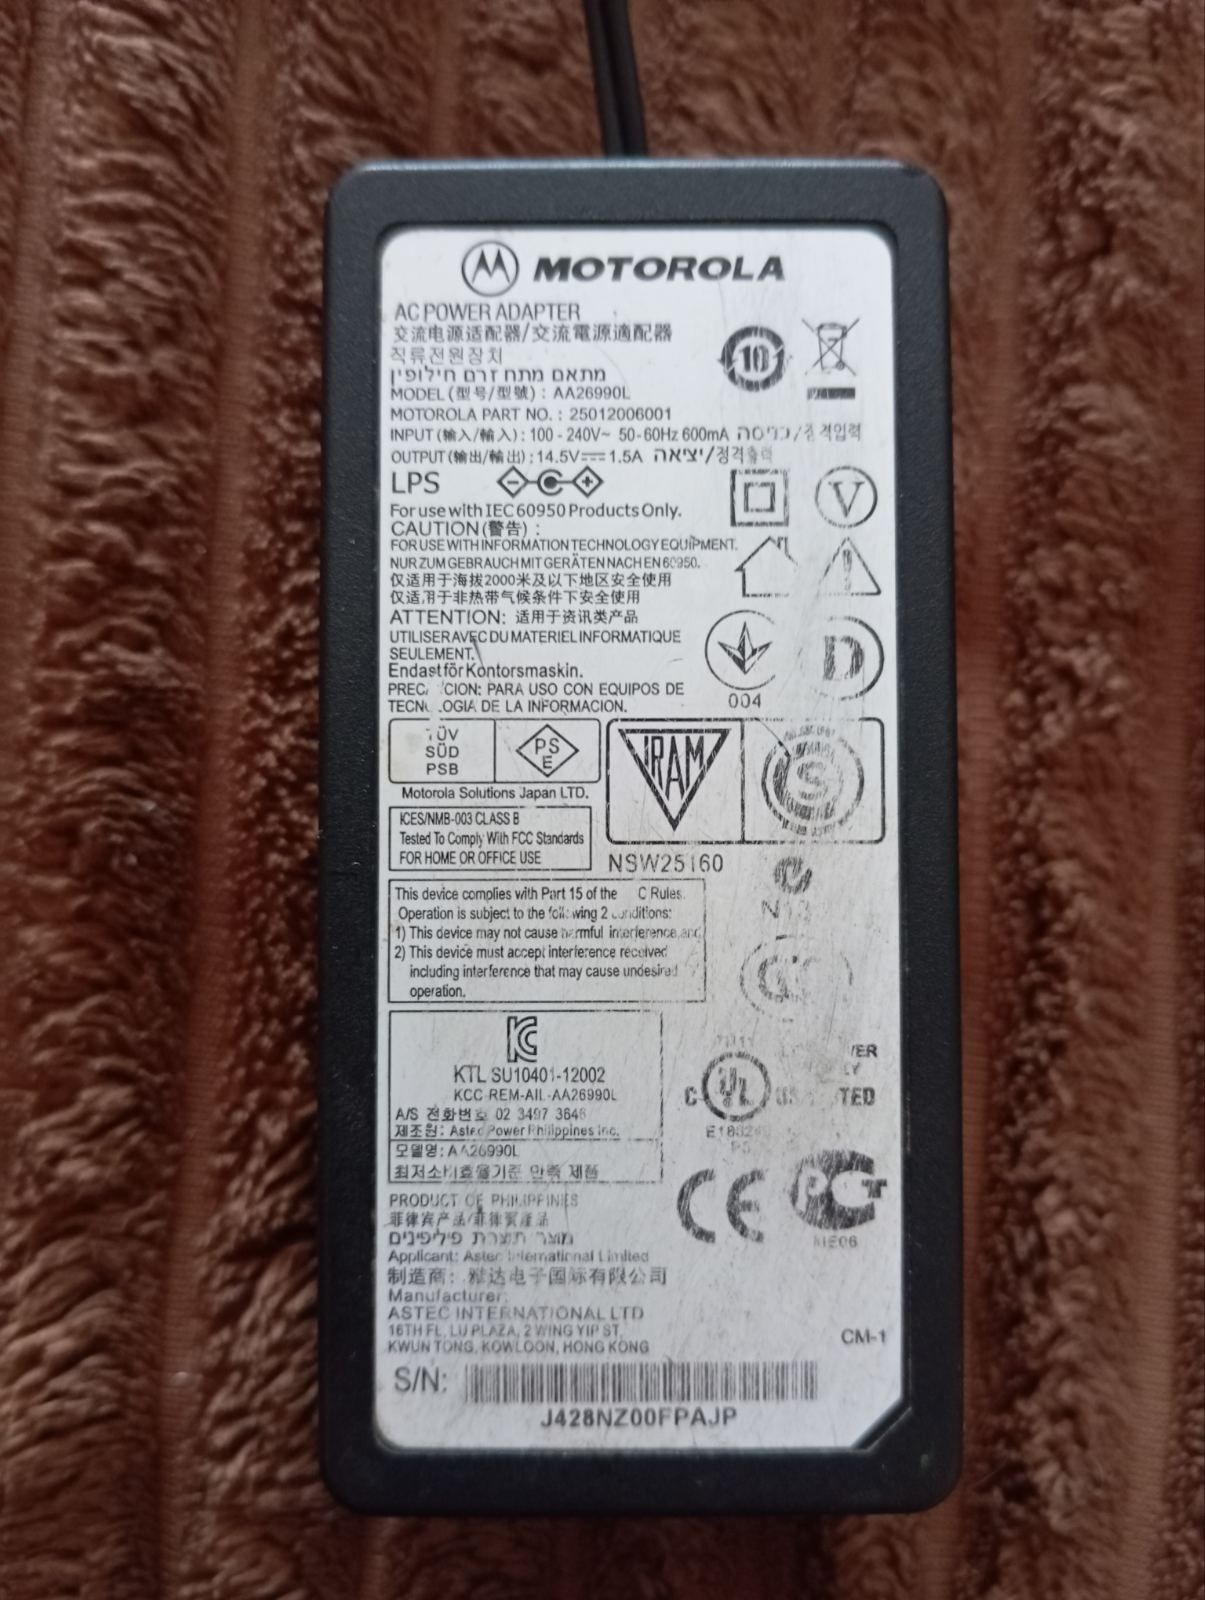 MOTOROLA
AC POWER ADAPTER
交流电源适配器/交流電源適配器
직류전원장치
מתאם מתח זרם חילופין
10
MODEL (型号/型號) : AA26990L
MOTOROLA PART NO. : 25012006001
INPUT (输入/輸入) : 100 - 240V~ 50-60Hz 600mA כניסה/정격입력
OUTPUT (输出/輸出) : 14.5V⎓1.5A יציאה/정격출력
LPS
For use with IEC 60950 Products Only.
V
CAUTION (警告) :
FOR USE WITH INFORMATION TECHNOLOGY EQUIPMENT.
NUR ZUM GEBRAUCH MIT GERÄTEN NACH EN 60950.
仅适用于海拔2000米及以下地区安全使用
仅适用于非热带气候条件下安全使用
ATTENTION: 适用于资讯类产品
UTILISER AVEC DU MATERIEL INFORMATIQUE
SEULEMENT.
Endast för Kontorsmaskin.
PRECAUCION: PARA USO CON EQUIPOS DE
TECNOLOGIA DE LA INFORMACION.
004
D
TÜV
SÜD
PSB
PS
E
Motorola Solutions Japan LTD.
IRAM
S
ICES/NMB-003 CLASS B
Tested To Comply With FCC Standards
FOR HOME OR OFFICE USE
NSW25160
This device complies with Part 15 of the C Rules.
Operation is subject to the following 2 conditions:
1) This device may not cause harmful interference, and
2) This device must accept interference received
including interference that may cause undesired
operation.
KTL SU10401-12002
KCC-REM-AIL-AA26990L
A/S 전화번호 02 3497 3646
제조원: Astec Power Philippines Inc.
모델명: AA26990L
최저소비효율기준 만족 제품
C UL US LISTED
PRODUCT OF PHILIPPINES
菲律宾产品/菲律賓產品
מוצר תוצרת פיליפינים
Applicant: Astec International Limited
制造商: 雅达电子国际有限公司
Manufacturer:
ASTEC INTERNATIONAL LTD
16TH FL, LU PLAZA, 2 WING YIP ST,
KWUN TONG, KOWLOON, HONG KONG
CE
ME06
CM-1
S/N:
J428NZ00FPAJP